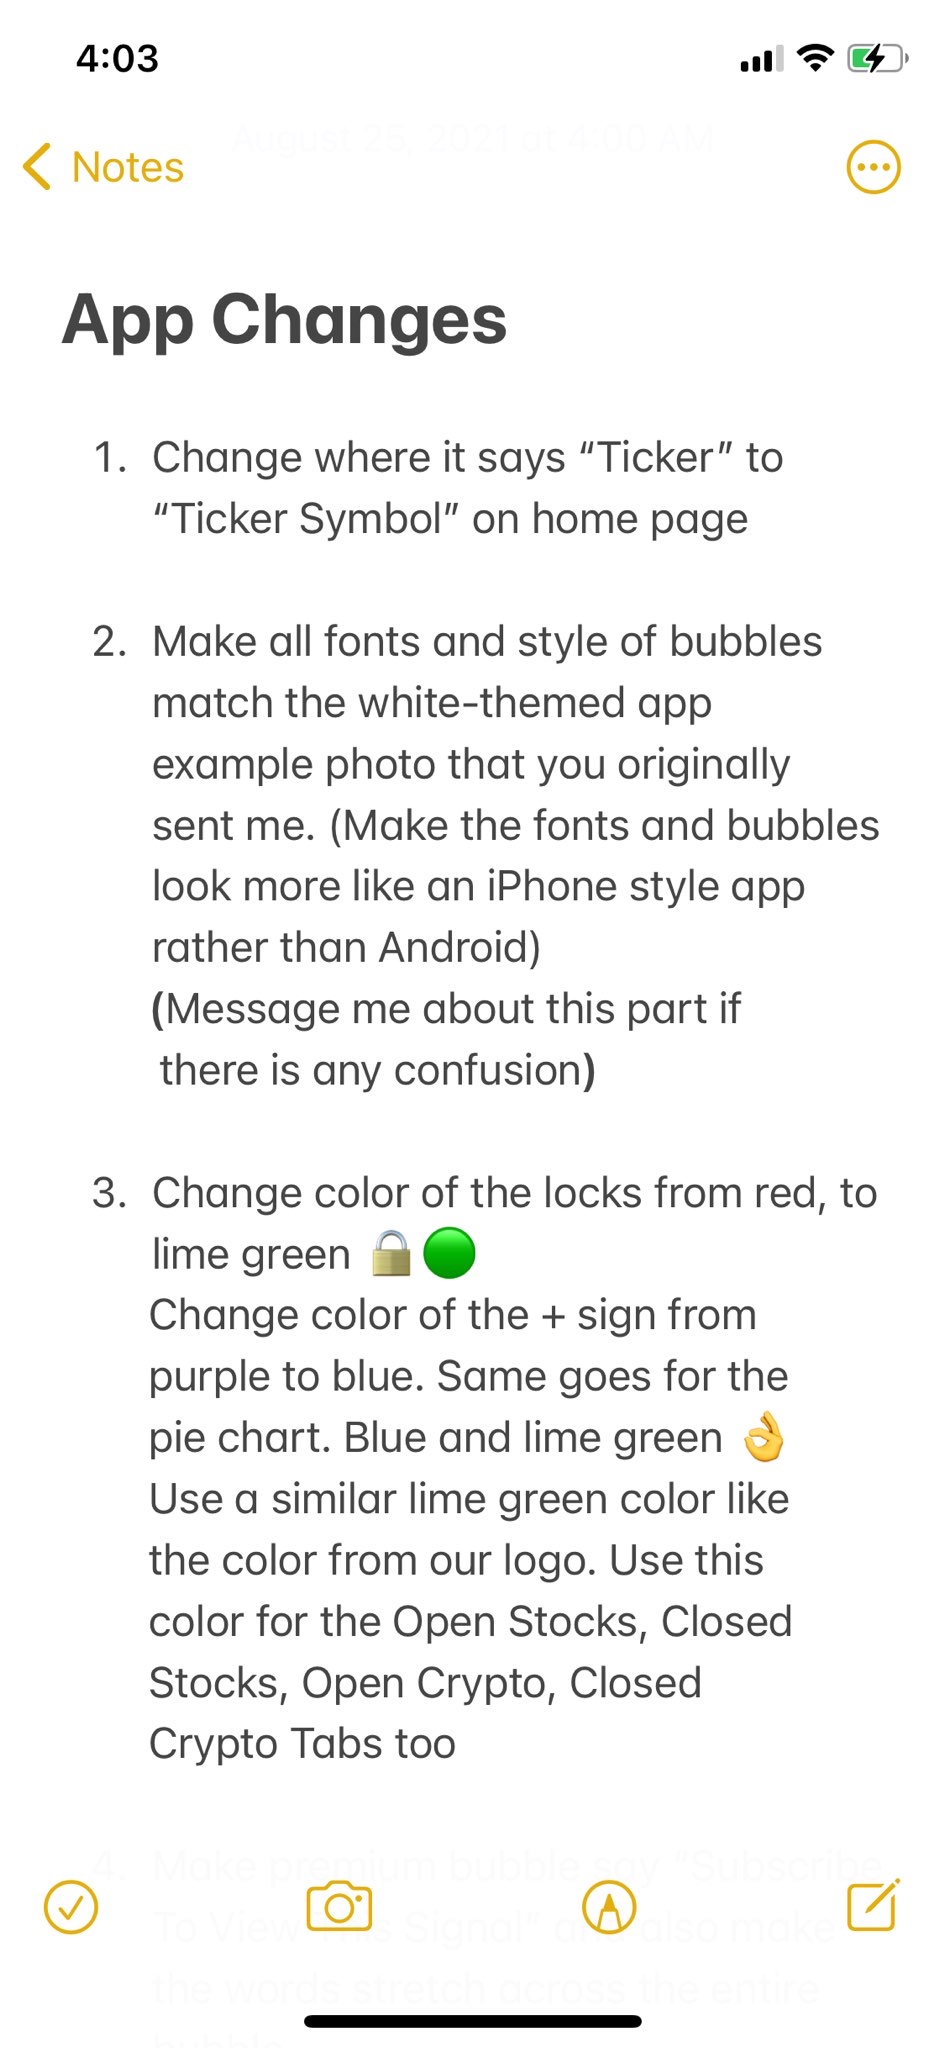 4:03
August 25, 2021 at 4:00 AM
Notes
App Changes
1. Change where it says “Ticker” to
“Ticker Symbol” on home page
2. Make all fonts and style of bubbles
match the white-themed app
example photo that you originally
sent me. (Make the fonts and bubbles
look more like an iPhone style app
rather than Android)
(Message me about this part if
there is any confusion)
3. Change color of the locks from red, to
lime green 🔒🟢
Change color of the + sign from
purple to blue. Same goes for the
pie chart. Blue and lime green 👌
Use a similar lime green color like
the color from our logo. Use this
color for the Open Stocks, Closed
Stocks, Open Crypto, Closed
Crypto Tabs too
4. Make premium bubble say “Subscribe
To View This Signal” and also make
the words stretch across the entire
bubble